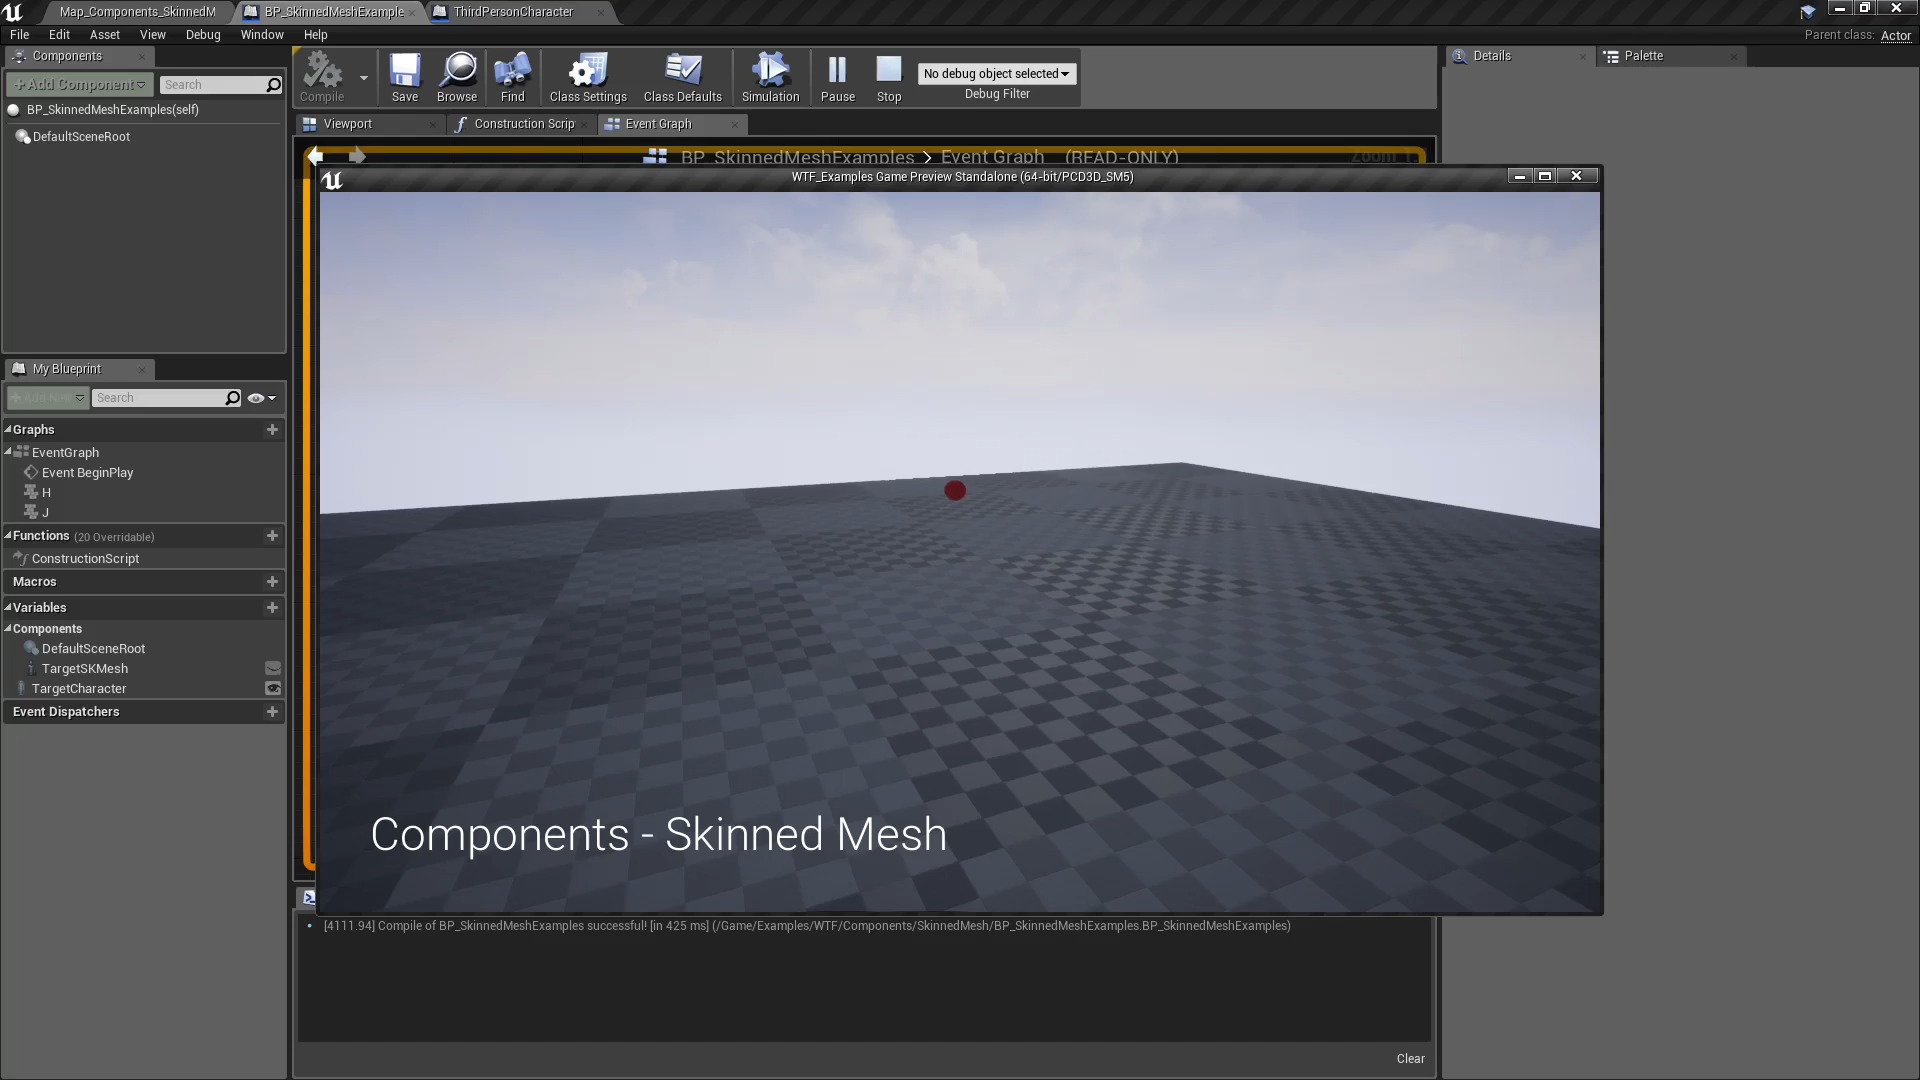 Map_Components_SkinnedM
BP_SkinnedMeshExample
ThirdPersonCharacter
File Edit Asset View Debug Window Help
Parent class: Actor
Components
+Add Component
Search
BP_SkinnedMeshExamples(self)
DefaultSceneRoot
Compile
Save
Browse
Find
Class Settings
Class Defaults
Simulation
Pause
Stop
No debug object selected
Debug Filter
Details
Palette
Viewport
Construction Scrip
Event Graph
BP_SkinnedMeshExamples > Event Graph (READ-ONLY)
WTF_Examples Game Preview Standalone (64-bit/PCD3D_SM5)
My Blueprint
Search
Graphs
EventGraph
Event BeginPlay
H
J
Functions (20 Overridable)
ConstructionScript
Macros
Variables
Components
DefaultSceneRoot
TargetSKMesh
TargetCharacter
Event Dispatchers
Components - Skinned Mesh
[4111.94] Compile of BP_SkinnedMeshExamples successful! [in 425 ms] (/Game/Examples/WTF/Components/SkinnedMesh/BP_SkinnedMeshExamples.BP_SkinnedMeshExamples)
Clear